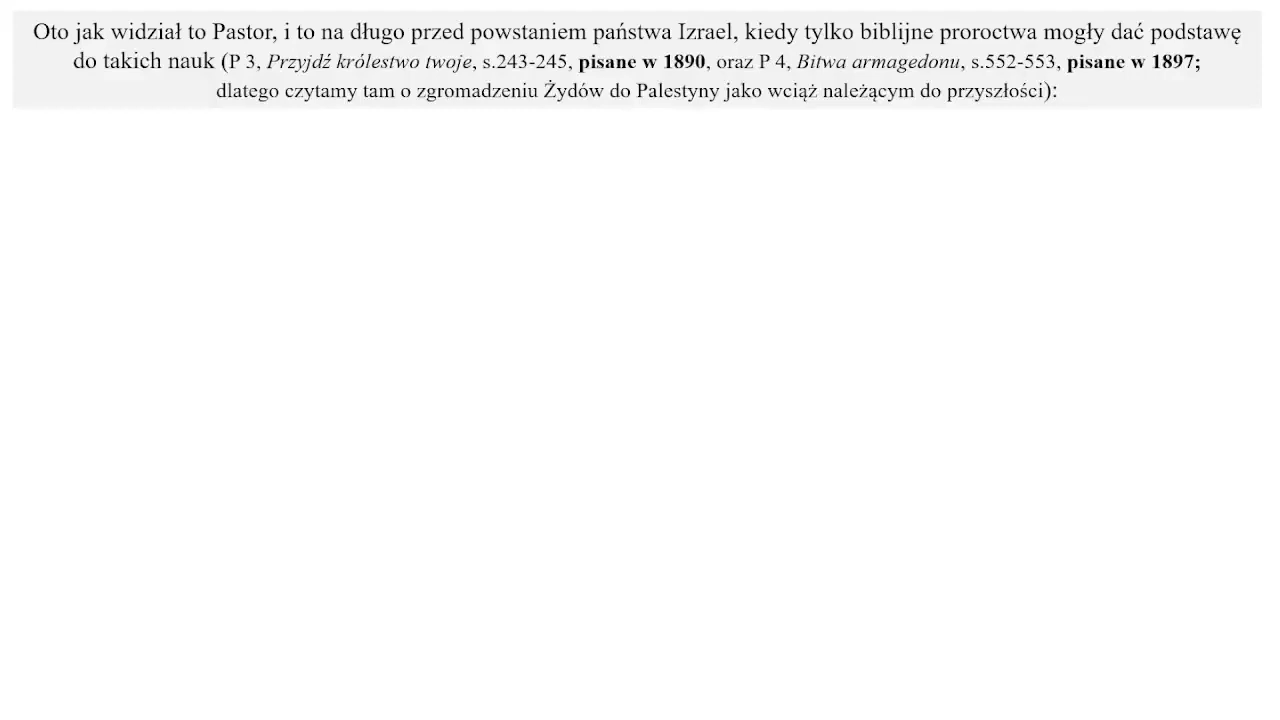 Oto jak widział to Pastor, i to na długo przed powstaniem państwa Izrael, kiedy tylko biblijne proroctwa mogły dać podstawę
do takich nauk (P 3, Przyjdź królestwo twoje, s.243-245, pisane w 1890, oraz P 4, Bitwa armagedonu, s.552-553, pisane w 1897;
dlatego czytamy tam o zgromadzeniu Żydów do Palestyny jako wciąż należącym do przyszłości):